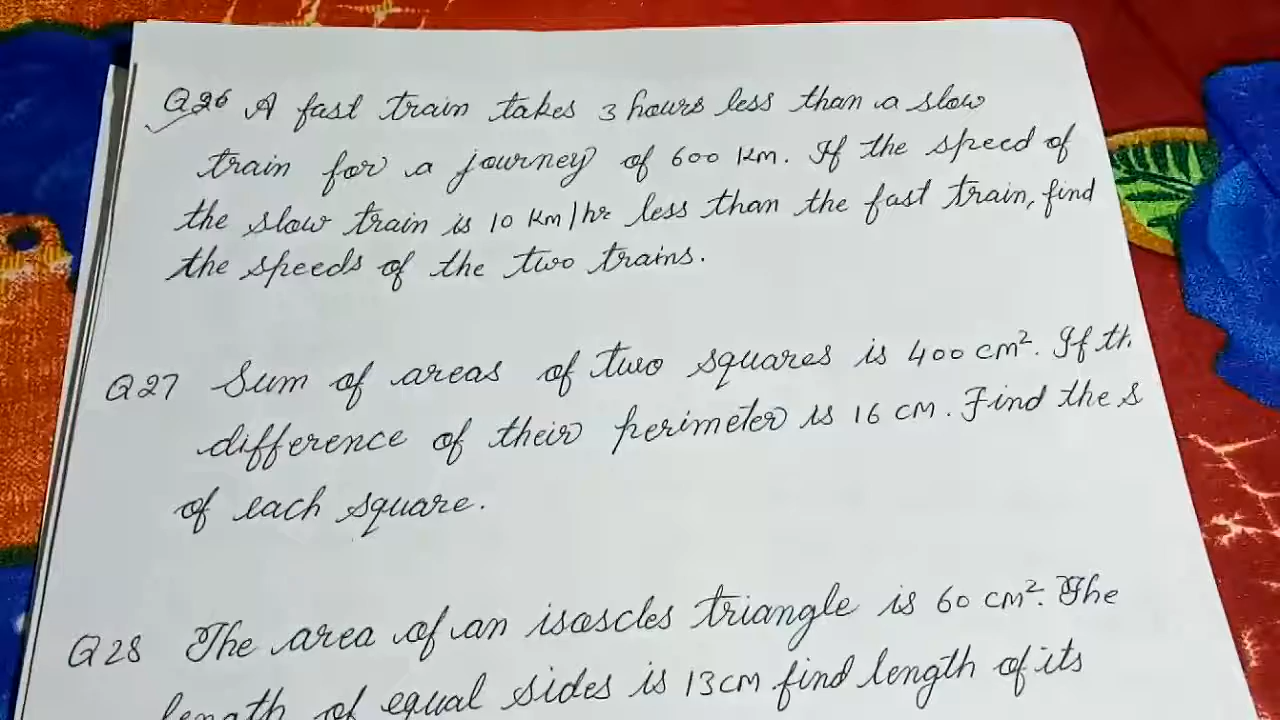 Q26 A fast train takes 3 hours less than a slow
train for a journey of 600 km. If the speed of
the slow train is 10 km/hr less than the fast train, find
the speeds of the two trains.
Q27 Sum of areas of two squares is 400 cm². If th
difference of their perimeter is 16 cm. Find the s
of each square.
Q28 The area of an isoscles triangle is 60 cm². The
length of equal sides is 13cm find length of its